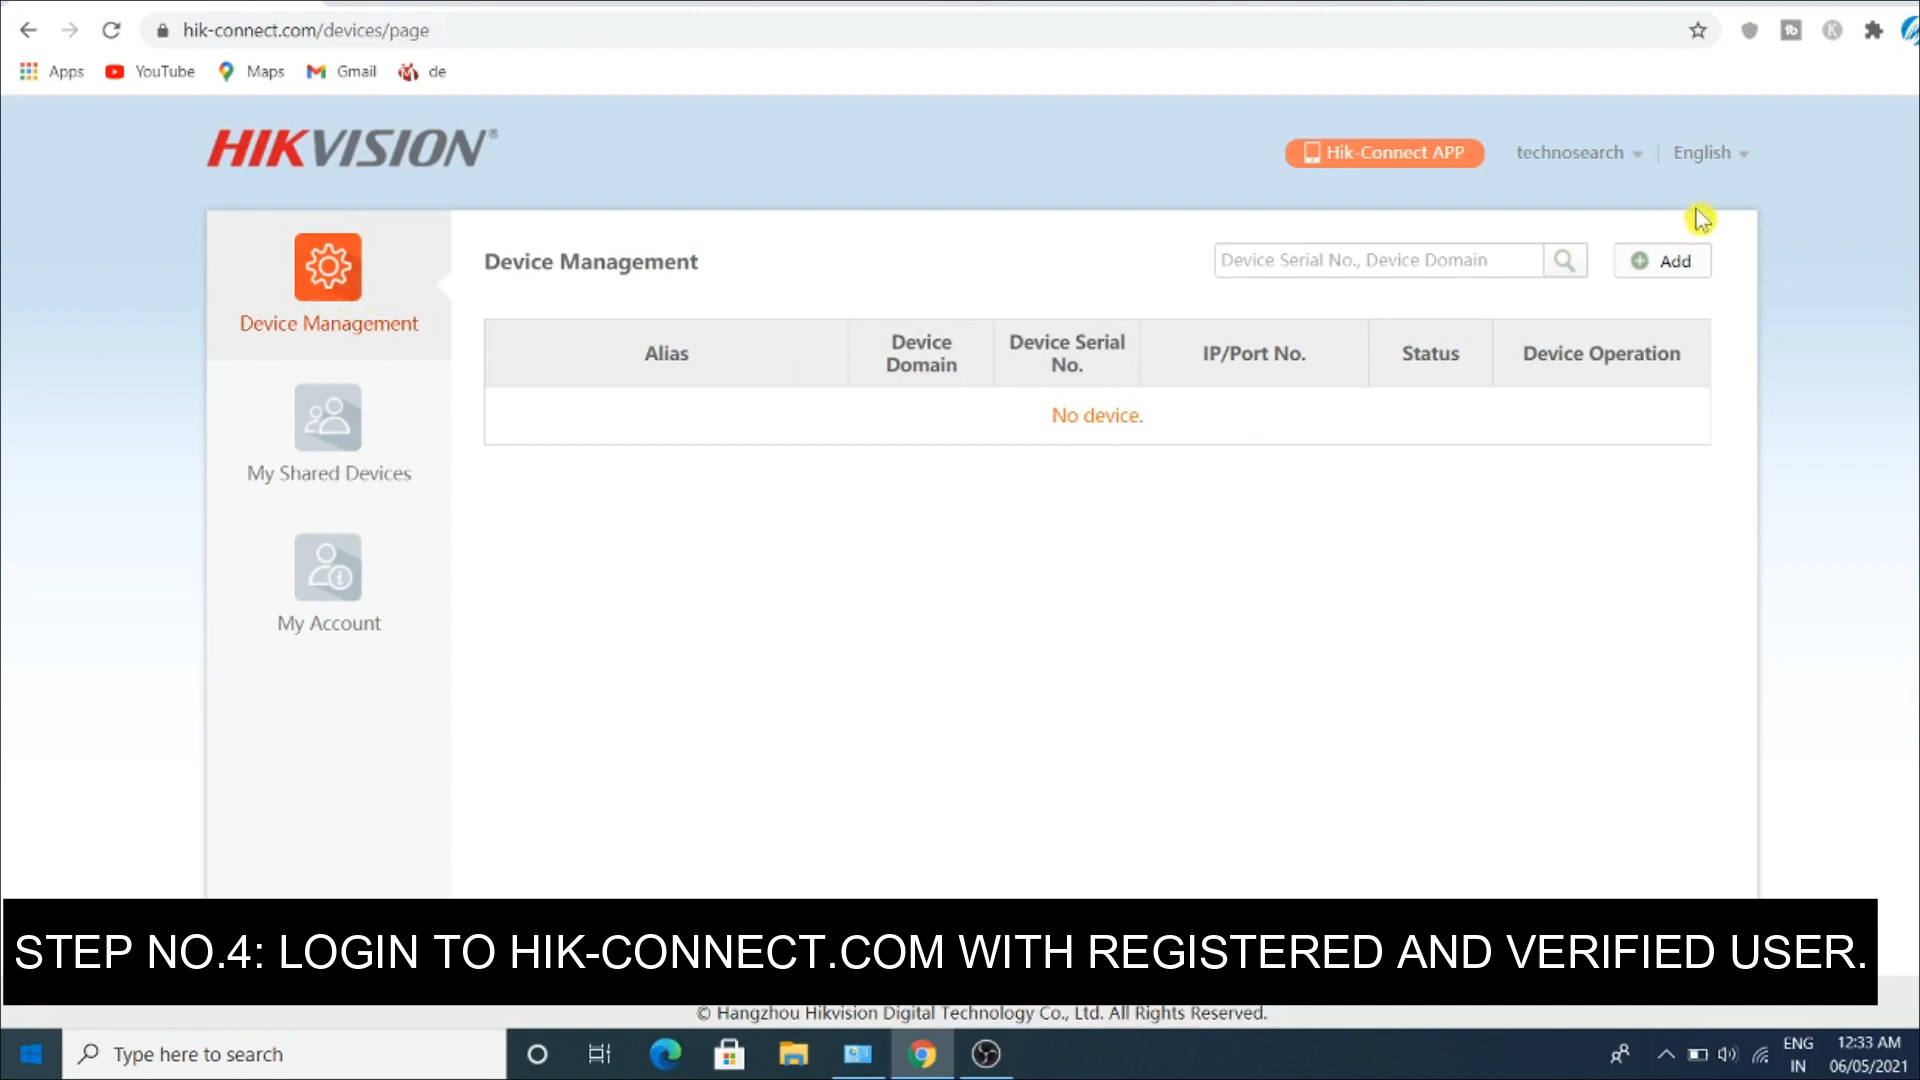 hik-connect.com/devices/page
Apps YouTube Maps Gmail de
HIKVISION®
Hik-Connect APP technosearch | English
Device Management
Device Serial No., Device Domain
Add
Device Management
My Shared Devices
My Account
Alias Device Domain Device Serial No. IP/Port No. Status Device Operation
No device.
STEP NO.4: LOGIN TO HIK-CONNECT.COM WITH REGISTERED AND VERIFIED USER.
© Hangzhou Hikvision Digital Technology Co., Ltd. All Rights Reserved.
Type here to search
ENG
IN
12:33 AM
06/05/2021